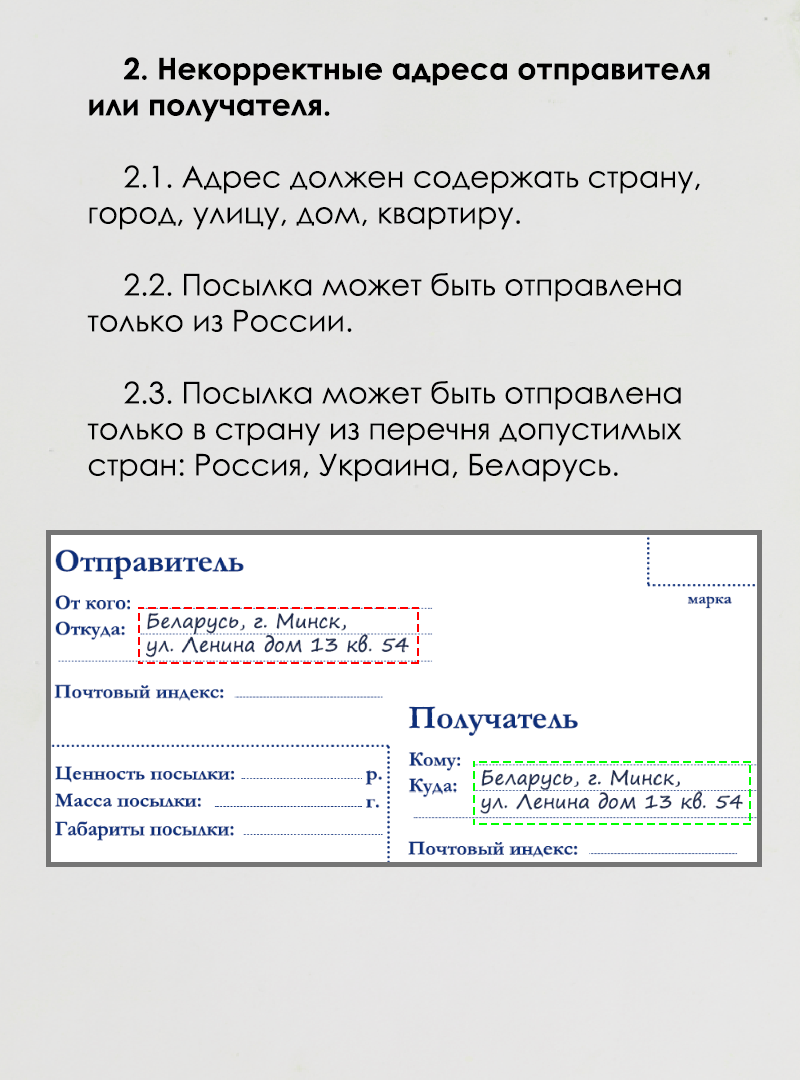 2. Некорректные адреса отправителя
или получателя.
2.1. Адрес должен содержать страну,
город, улицу, дом, квартиру.
2.2. Посылка может быть отправлена
только из России.
2.3. Посылка может быть отправлена
только в страну из перечня допустимых
стран: Россия, Украина, Беларусь.
Отправитель
марка
От кого:
Откуда: Беларусь, г. Минск,
ул. Ленина дом 13 кв. 54
Почтовый индекс:
Ценность посылки: р.
Масса посылки: г.
Габариты посылки:
Получатель
Кому:
Куда: Беларусь, г. Минск,
ул. Ленина дом 13 кв. 54
Почтовый индекс: